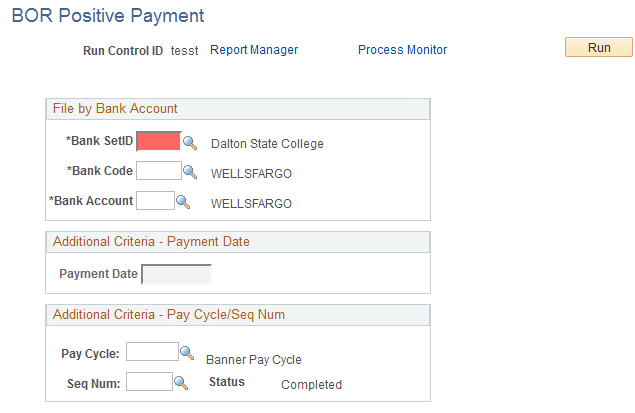 BOR Positive Payment
Run Control ID tesst Report Manager Process Monitor Run
File by Bank Account
*Bank SetID Dalton State College
*Bank Code WELLSFARGO
*Bank Account WELLSFARGO
Additional Criteria - Payment Date
Payment Date
Additional Criteria - Pay Cycle/Seq Num
Pay Cycle: Banner Pay Cycle
Seq Num: Status Completed